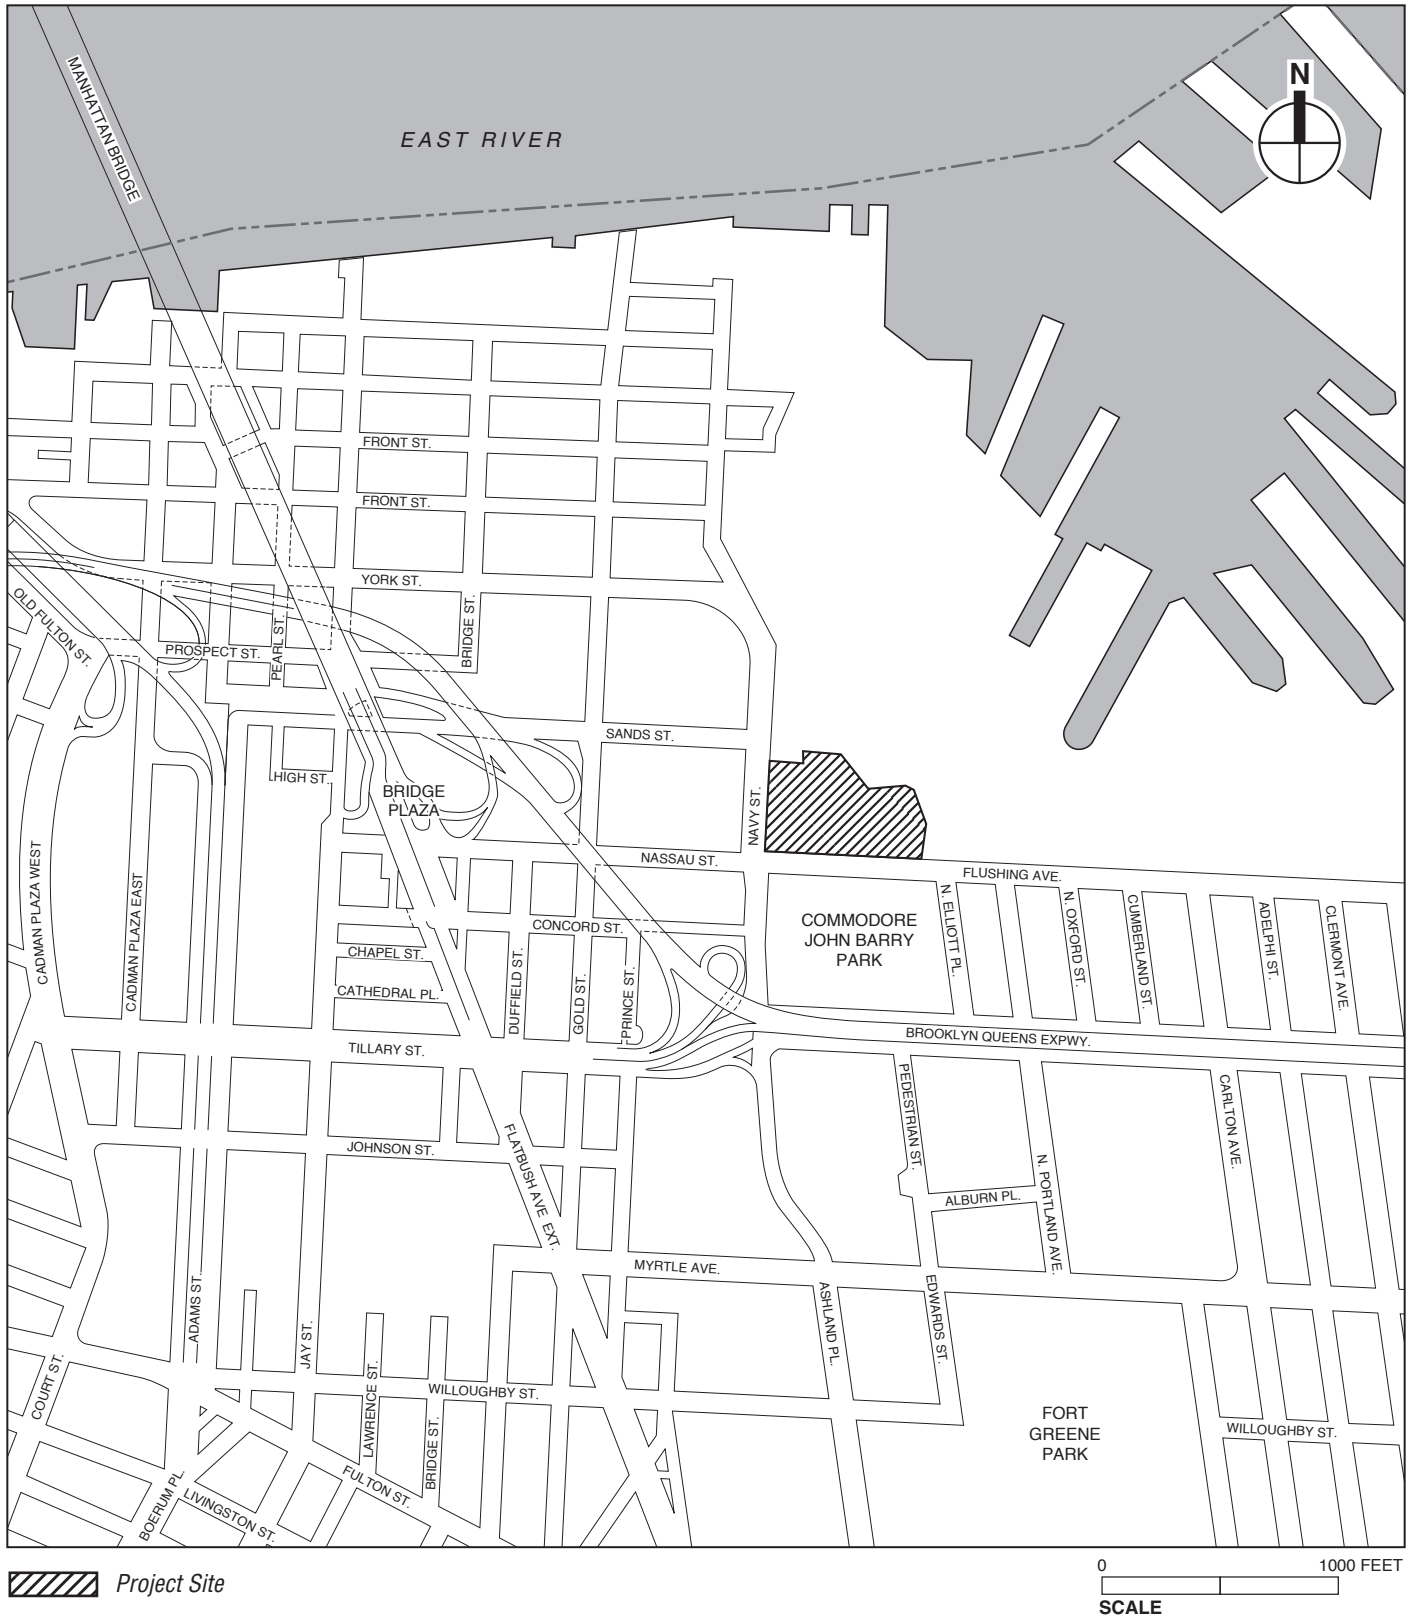 N
EAST RIVER
MANHATTAN BRIDGE
FRONT ST.
FRONT ST.
YORK ST.
OLD FULTON ST.
PROSPECT ST.
PEARL ST.
BRIDGE ST.
SANDS ST.
HIGH ST.
BRIDGE
PLAZA
NAVY ST.
NASSAU ST.
FLUSHING AVE.
CADMAN PLAZA WEST
CADMAN PLAZA EAST
COMMODORE
JOHN BARRY
PARK
N. ELLIOTT PL.
N. OXFORD ST.
CUMBERLAND ST.
ADELPHI ST.
CLERMONT AVE.
CONCORD ST.
CHAPEL ST.
CATHEDRAL PL.
DUFFIELD ST.
GOLD ST.
PRINCE ST.
BROOKLYN QUEENS EXPWY.
TILLARY ST.
PEDESTRIAN ST.
CARLTON AVE.
JOHNSON ST.
FLATBUSH AVE. EXT.
N. PORTLAND AVE.
ALBURN PL.
MYRTLE AVE.
ADAMS ST.
JAY ST.
ASHLAND PL.
EDWARDS ST.
COURT ST.
LAWRENCE ST.
WILLOUGHBY ST.
BRIDGE ST.
FORT
GREENE
PARK
WILLOUGHBY ST.
FULTON ST.
BOERUM PL.
LIVINGSTON ST.
Project Site
0 1000 FEET
SCALE